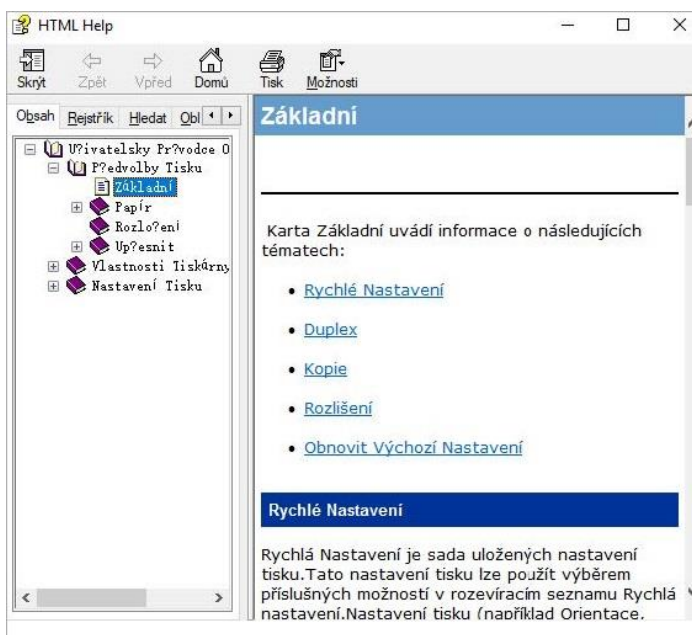 HTML Help
Skrýt Zpět Vpřed Domů Tisk Možnosti
Obsah Rejstřík Hledat Obl
U?ivatelsky Pr?vodce O
P?edvolby Tisku
Základní
Papír
Rozlo?ení
Up?esnit
Vlastnosti Tiskárny
Nastavení Tisku
Základní
Karta Základní uvádí informace o následujících
tématech:
• Rychlé Nastavení
• Duplex
• Kopie
• Rozlišení
• Obnovit Výchozí Nastavení
Rychlé Nastavení
Rychlá Nastavení je sada uložených nastavení
tisku.Tato nastavení tisku lze použít výběrem
příslušných možností v rozevíracím seznamu Rychlá
nastavení.Nastavení tisku (například Orientace,